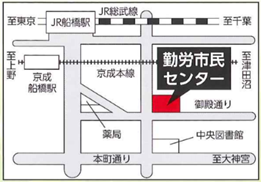 JR総武線
至東京
JR船橋駅
至千葉
勤労市民
センター
至上野
京成
船橋駅
京成本線
至津田沼
御殿通り
薬局
中央図書館
本町通り
至大神宮